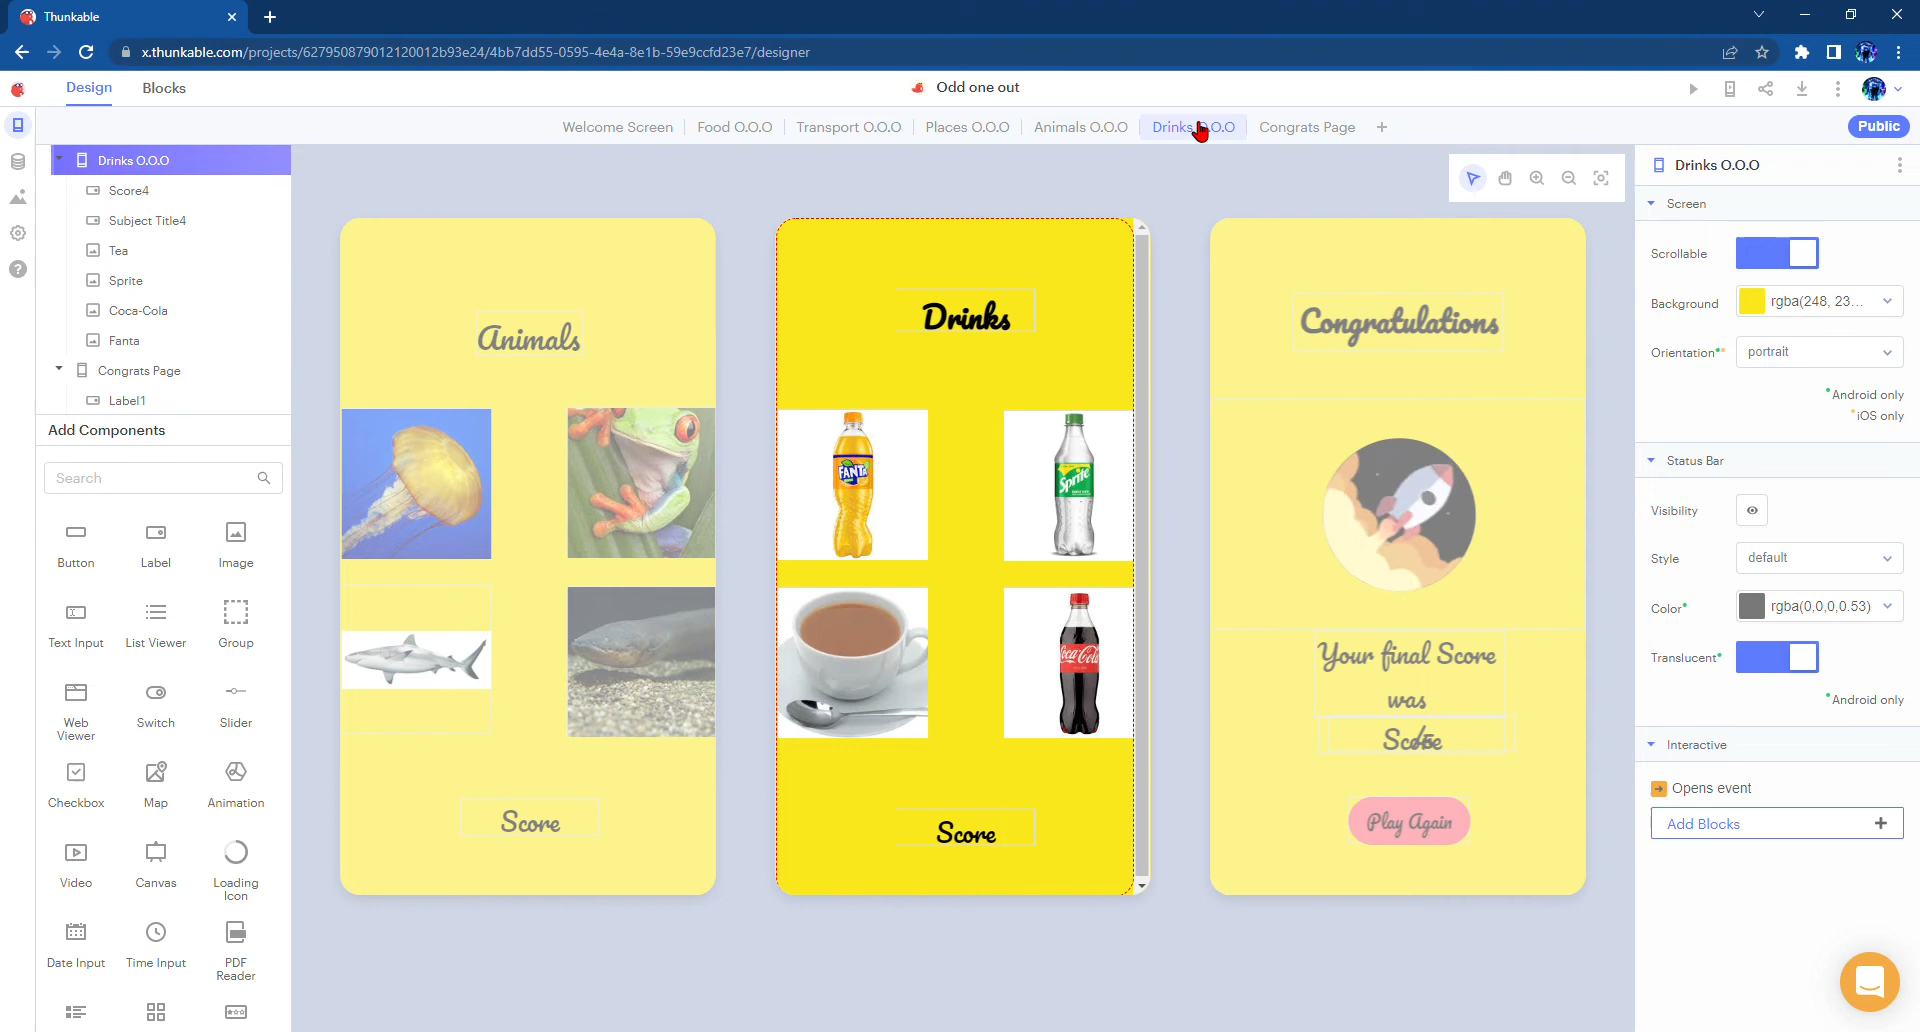 Thunkable
x.thunkable.com/projects/627950879012120012b93e24/4bb7dd55-0595-4e4a-8e1b-59e9ccfd23e7/designer
Design
Blocks
Odd one out
Welcome Screen
Food O.O.O
Transport O.O.O
Places O.O.O
Animals O.O.O
Drinks O.O.O
Congrats Page
Public
Drinks O.O.O
Score4
Subject Title4
Tea
Sprite
Coca-Cola
Fanta
Congrats Page
Label1
Add Components
Search
Button
Label
Image
Text Input
List Viewer
Group
Web
Viewer
Switch
Slider
Checkbox
Map
Animation
Video
Canvas
Loading
Icon
Date Input
Time Input
PDF
Reader
Animals
Score
Drinks
FANTA
Sprite
Coca-Cola
Score
Congratulations
Your final Score
was
Score
/5
Play Again
Drinks O.O.O
Screen
Scrollable
Background
rgba(248, 23...
Orientation**
portrait
*Android only
*iOS only
Status Bar
Visibility
Style
default
Color*
rgba(0,0,0,0.53)
Translucent*
*Android only
Interactive
Opens event
Add Blocks